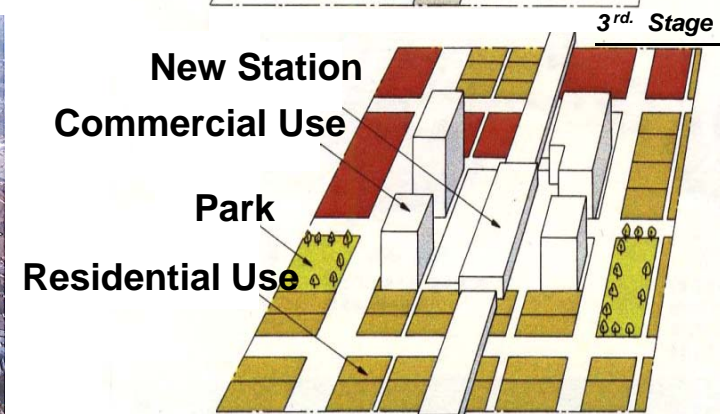 3rd. Stage
New Station
Commercial Use
Park
Residential Use